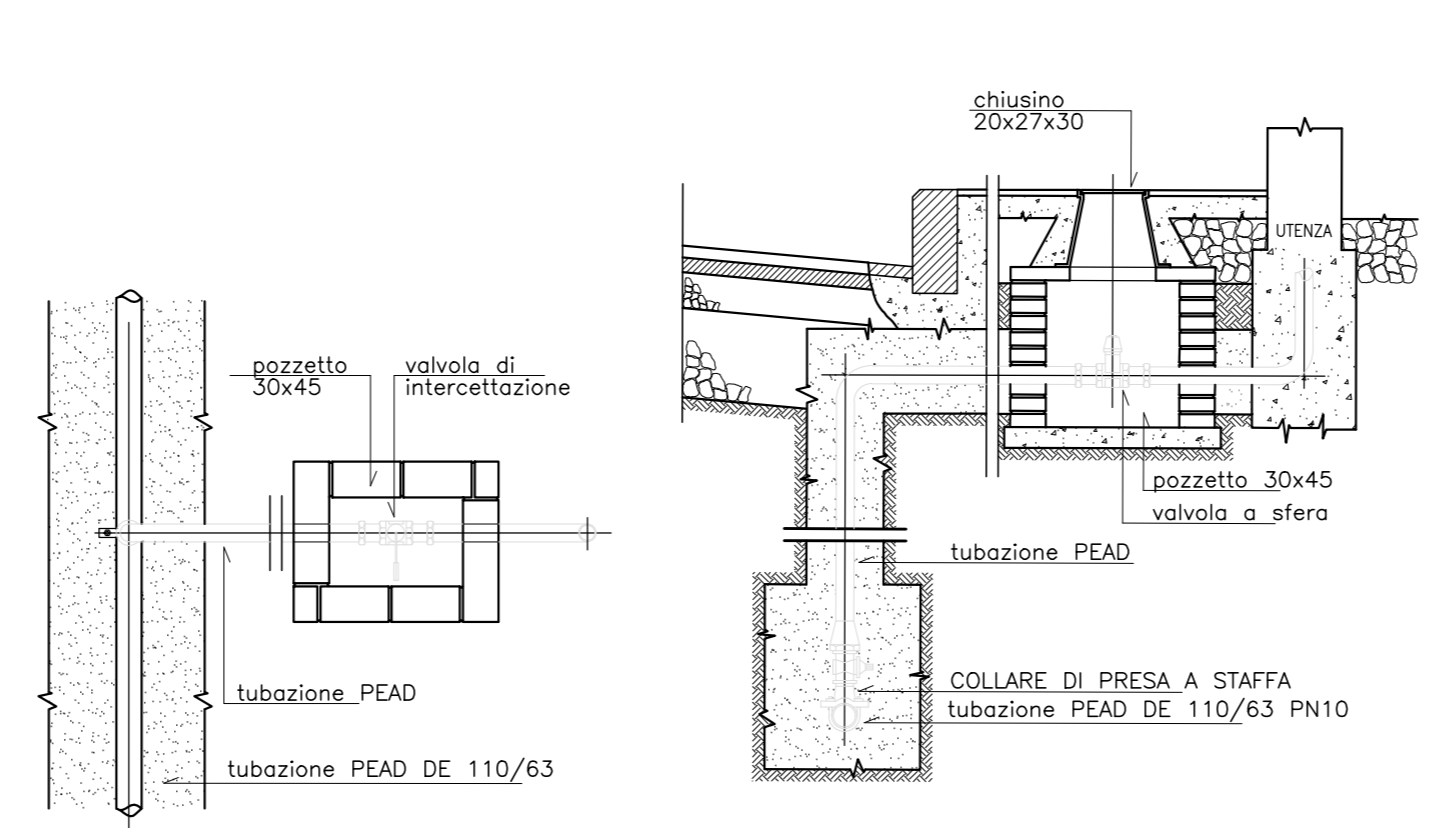 chiusino
20x27x30
UTENZA
pozzetto
30x45
valvola di
intercettazione
pozzetto 30x45
valvola a sfera
tubazione PEAD
COLLARE DI PRESA A STAFFA
tubazione PEAD DE 110/63 PN10
tubazione PEAD
tubazione PEAD DE 110/63